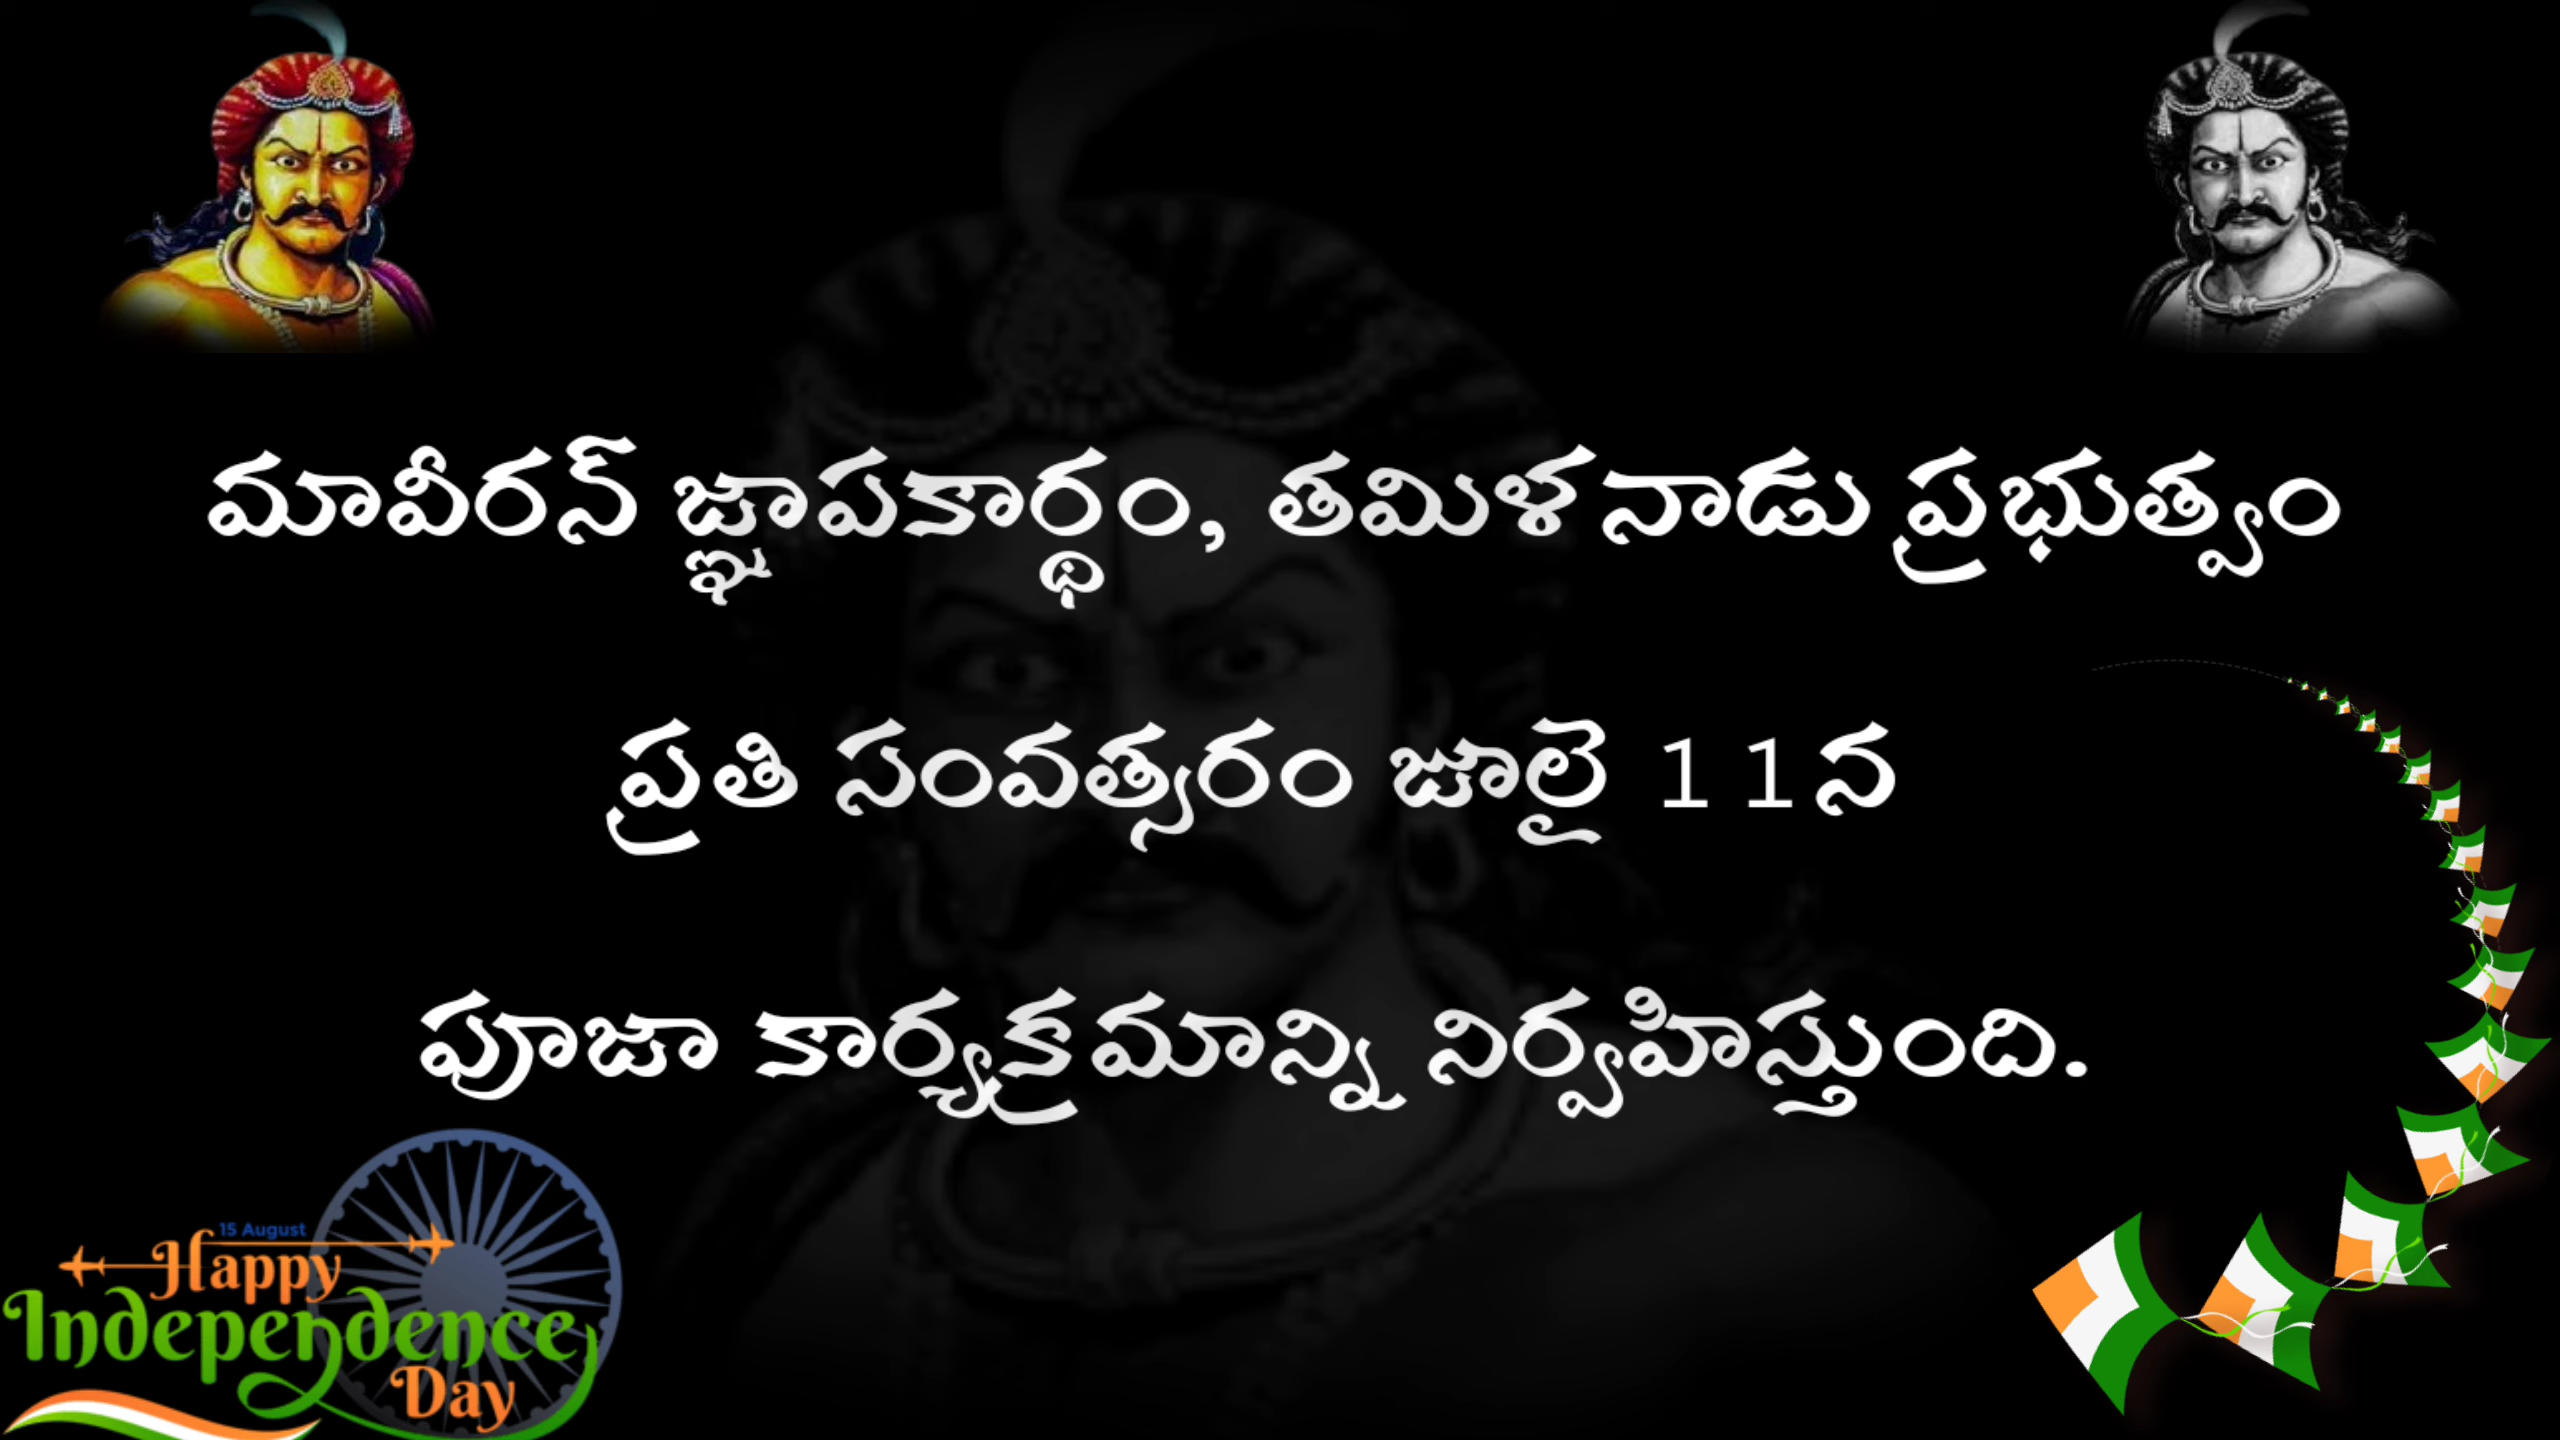 మావీరన్ జ్ఞాపకార్థం, తమిళనాడు ప్రభుత్వం
ప్రతి సంవత్సరం జూలై 11న
పూజా కార్యక్రమాన్ని నిర్వహిస్తుంది.
15 August
Happy
Independence
Day